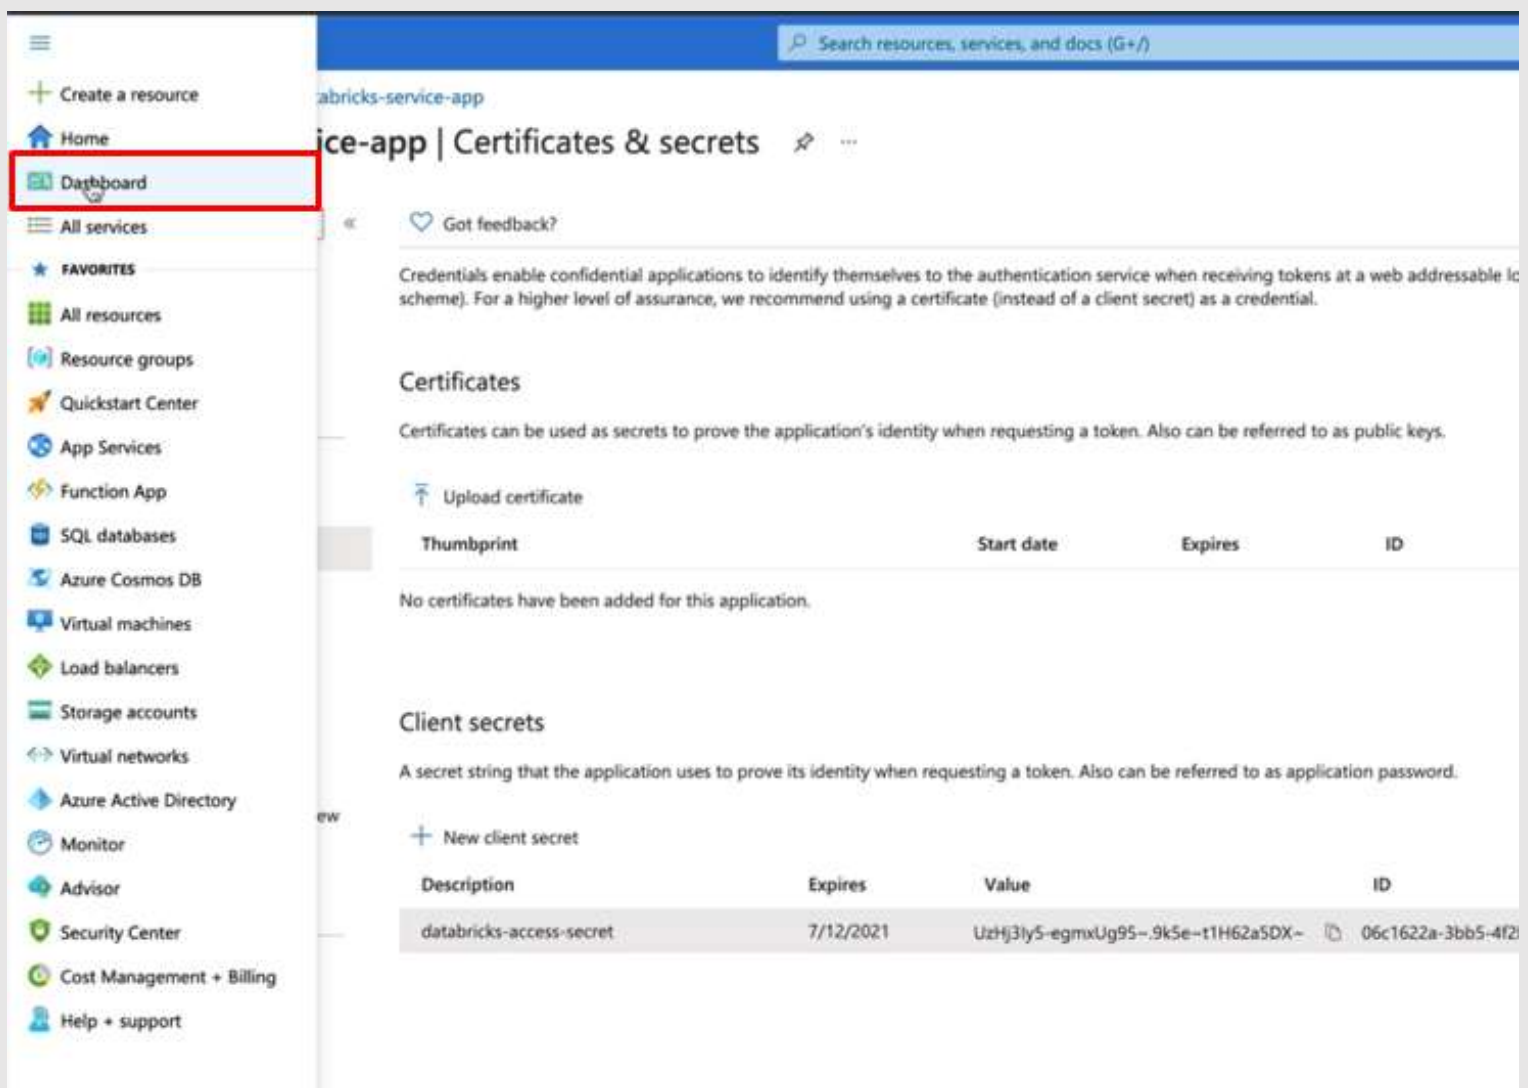 Search resources, services, and docs (G+/)
Create a resource
Home
Dashboard
All services
FAVORITES
All resources
Resource groups
Quickstart Center
App Services
Function App
SQL databases
Azure Cosmos DB
Virtual machines
Load balancers
Storage accounts
Virtual networks
Azure Active Directory
Monitor
Advisor
Security Center
Cost Management + Billing
Help + support
abricks-service-app
ice-app | Certificates & secrets
Got feedback?
Credentials enable confidential applications to identify themselves to the authentication service when receiving tokens at a web addressable lo
scheme). For a higher level of assurance, we recommend using a certificate (instead of a client secret) as a credential.
Certificates
Certificates can be used as secrets to prove the application's identity when requesting a token. Also can be referred to as public keys.
Upload certificate
Thumbprint Start date Expires ID
No certificates have been added for this application.
Client secrets
A secret string that the application uses to prove its identity when requesting a token. Also can be referred to as application password.
ew
New client secret
Description Expires Value ID
databricks-access-secret 7/12/2021 UzHj3Iy5-egmxUg95~.9k5e~t1H62a5DX~ 06c1622a-3bb5-4f2